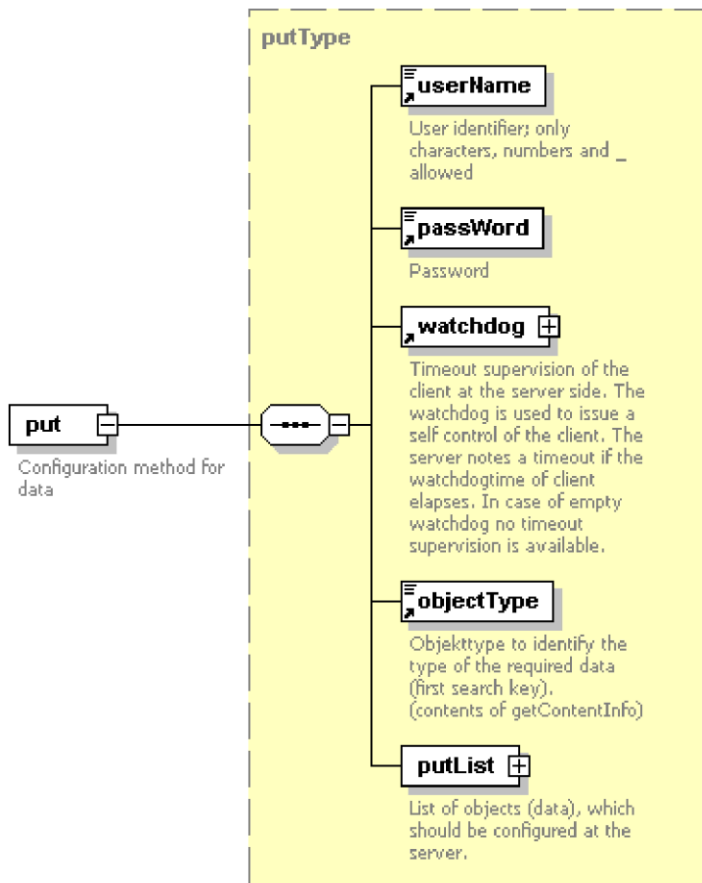 putType
userName
User identifier; only
characters, numbers and _
allowed
passWord
Password
watchdog
Timeout supervision of the
client at the server side. The
watchdog is used to issue a
self control of the client. The
server notes a timeout if the
watchdogtime of client
elapses. In case of empty
watchdog no timeout
supervision is available.
put
Configuration method for
data
objectType
Objekttype to identify the
type of the required data
(first search key).
(contents of getContentInfo)
putList
List of objects (data), which
should be configured at the
server.